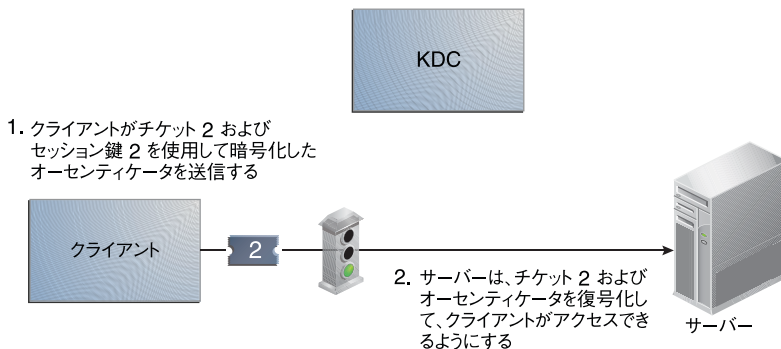 KDC
1. クライアントがチケット 2 および
セッション鍵 2 を使用して暗号化した
オーセンティケータを送信する
クライアント
2
2. サーバーは、チケット 2 および
オーセンティケータを復号化し
て、クライアントがアクセスでき
るようにする
サーバー